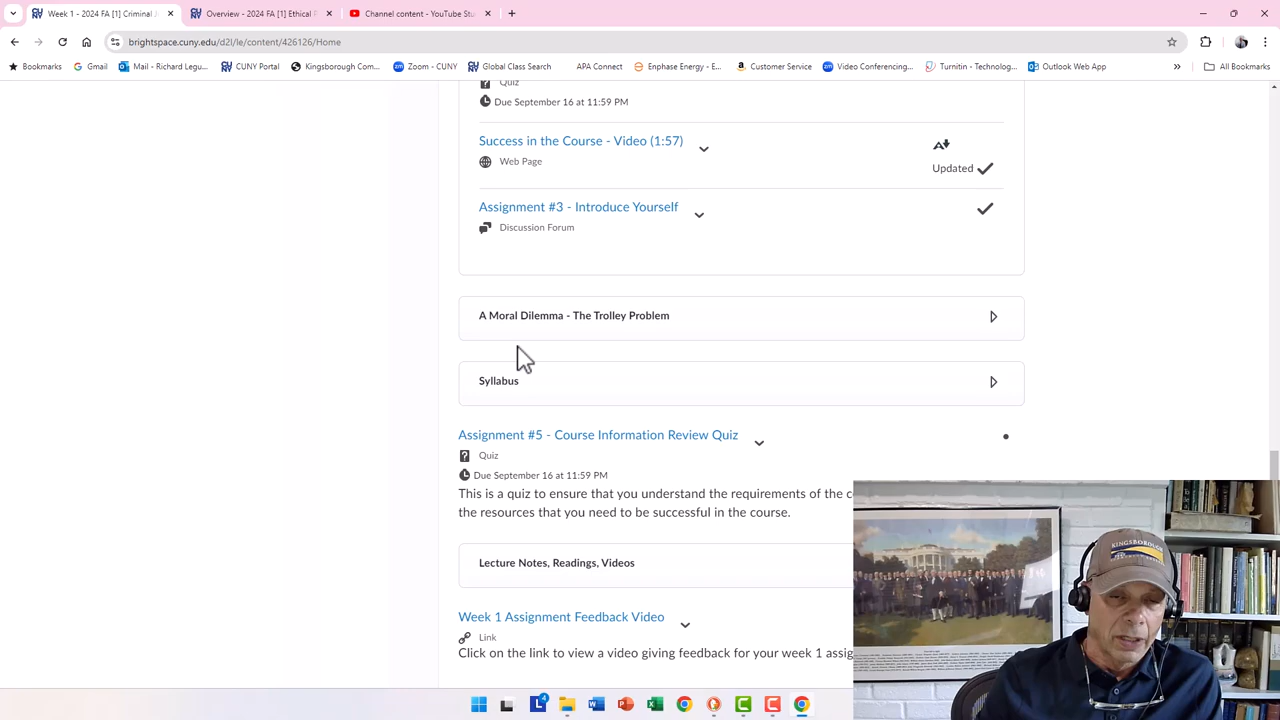 Week 1 - 2024 FA [1] Criminal J
Overview - 2024 FA [1] Ethical
Channel content - YouTube Stu
brightspace.cuny.edu/d2l/le/content/426126/Home
Bookmarks
Gmail
Mail - Richard Legu...
CUNY Portal
Kingsborough Com...
Zoom - CUNY
Global Class Search
APA Connect
Enphase Energy - E...
Customer Service
Video Conferencing...
Turnitin - Technolog...
Outlook Web App
»
All Bookmarks
Quiz
Due September 16 at 11:59 PM
Success in the Course - Video (1:57)
Web Page
Updated
Assignment #3 - Introduce Yourself
Discussion Forum
A Moral Dilemma - The Trolley Problem
Syllabus
Assignment #5 - Course Information Review Quiz
Quiz
Due September 16 at 11:59 PM
This is a quiz to ensure that you understand the requirements of the c
the resources that you need to be successful in the course.
Lecture Notes, Readings, Videos
Week 1 Assignment Feedback Video
Link
Click on the link to view a video giving feedback for your week 1 assig
KINGSBOROUGH